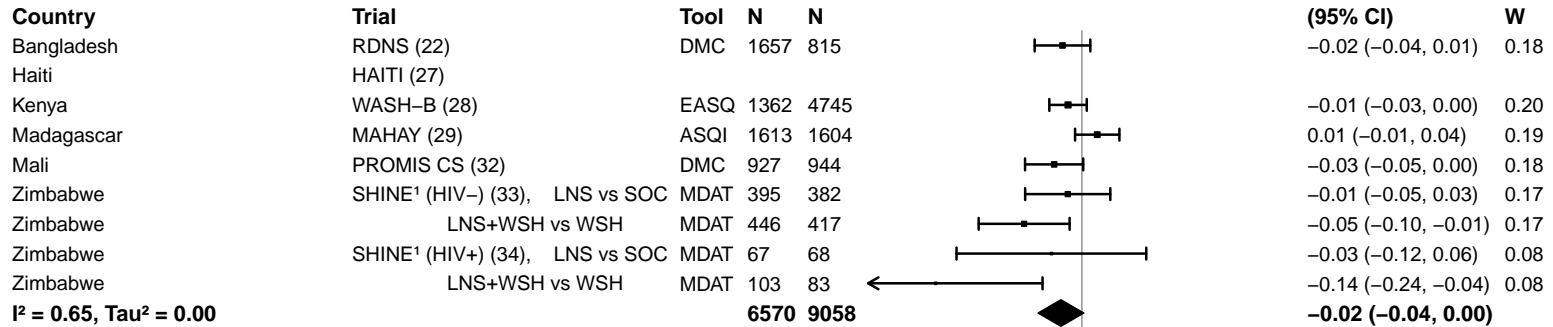 Country Trial Tool N N (95% CI) W
Bangladesh RDNS (22) DMC 1657 815 −0.02 (−0.04, 0.01) 0.18
Haiti HAITI (27)
Kenya WASH−B (28) EASQ 1362 4745 −0.01 (−0.03, 0.00) 0.20
Madagascar MAHAY (29) ASQI 1613 1604 0.01 (−0.01, 0.04) 0.19
Mali PROMIS CS (32) DMC 927 944 −0.03 (−0.05, 0.00) 0.18
Zimbabwe SHINE¹ (HIV−) (33), LNS vs SOC MDAT 395 382 −0.01 (−0.05, 0.03) 0.17
Zimbabwe LNS+WSH vs WSH MDAT 446 417 −0.05 (−0.10, −0.01) 0.17
Zimbabwe SHINE¹ (HIV+) (34), LNS vs SOC MDAT 67 68 −0.03 (−0.12, 0.06) 0.08
Zimbabwe LNS+WSH vs WSH MDAT 103 83 −0.14 (−0.24, −0.04) 0.08
I² = 0.65, Tau² = 0.00 6570 9058 −0.02 (−0.04, 0.00)